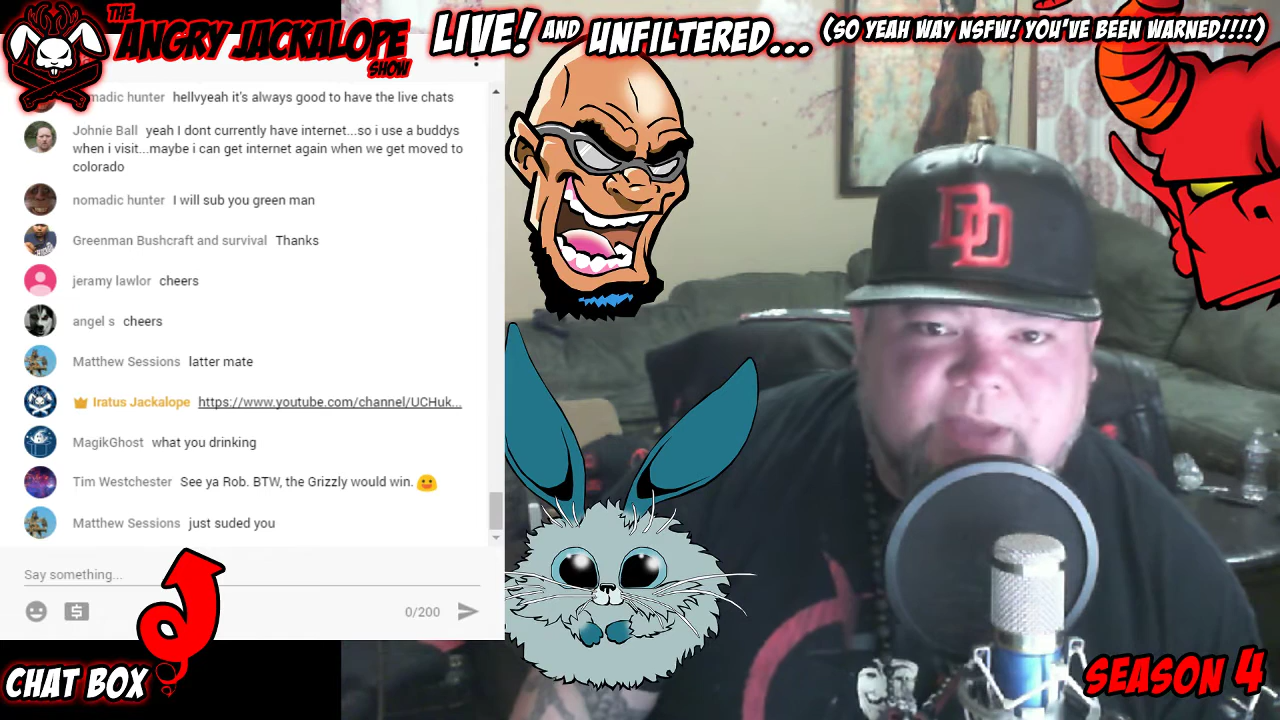 THE
ANGRY JACKALOPE
SHOW
LIVE! AND UNFILTERED... (SO YEAH WAY NSFW! YOU'VE BEEN WARNED!!!!)
madic hunter hellvyeah it's always good to have the live chats
Johnie Ball yeah I dont currently have internet...so i use a buddys
when i visit...maybe i can get internet again when we get moved to
colorado
nomadic hunter I will sub you green man
Greenman Bushcraft and survival Thanks
jeramy lawlor cheers
angel s cheers
Matthew Sessions latter mate
Iratus Jackalope https://www.youtube.com/channel/UCHuk...
MagikGhost what you drinking
Tim Westchester See ya Rob. BTW, the Grizzly would win.
Matthew Sessions just suded you
Say something...
0/200
CHAT BOX
DD
SEASON 4